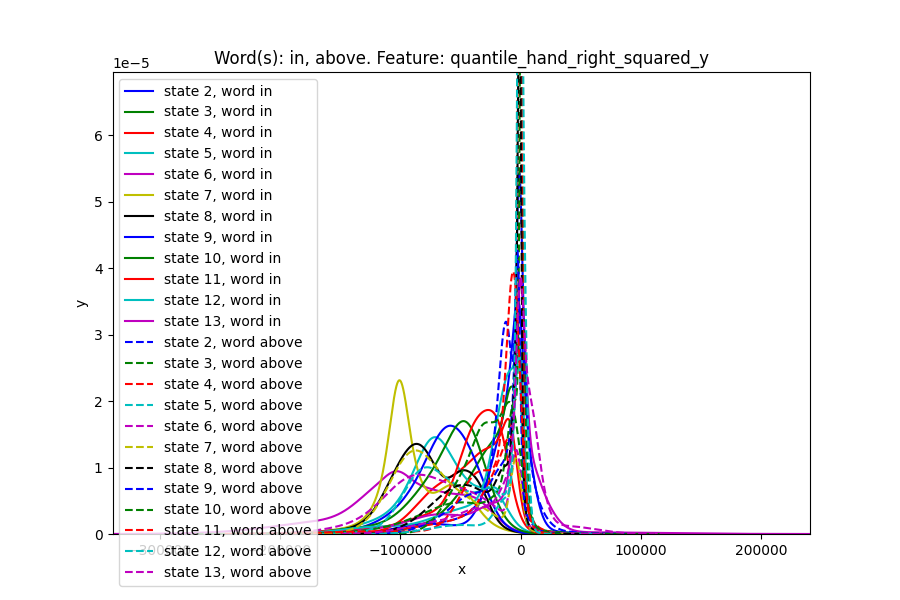 Word(s): in, above. Feature: quantile_hand_right_squared_y
1e−5
6
5
4
3
2
1
0
y
state 2, word in
state 3, word in
state 4, word in
state 5, word in
state 6, word in
state 7, word in
state 8, word in
state 9, word in
state 10, word in
state 11, word in
state 12, word in
state 13, word in
state 2, word above
state 3, word above
state 4, word above
state 5, word above
state 6, word above
state 7, word above
state 8, word above
state 9, word above
state 10, word above
state 11, word above
state 12, word above
state 13, word above
−100000 0 100000 200000
x